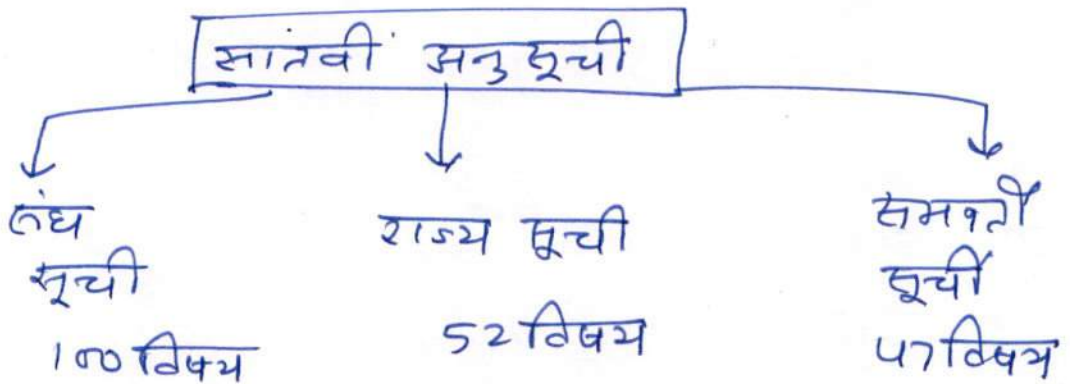 सांतवीं अनुसूची
संघ
सूची
100 विषय
राज्य सूची
52 विषय
समवर्ती
सूची
47 विषय